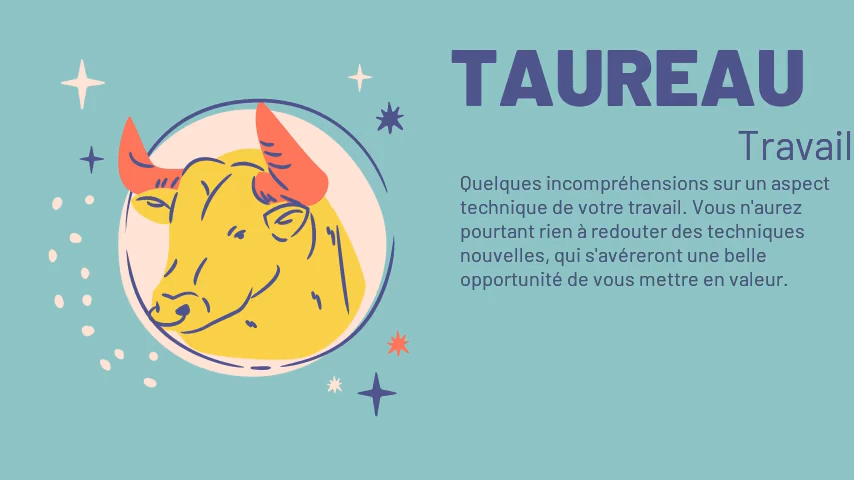 TAUREAU
Travail
Quelques incompréhensions sur un aspect
technique de votre travail. Vous n'aurez
pourtant rien à redouter des techniques
nouvelles, qui s'avéreront une belle
opportunité de vous mettre en valeur.